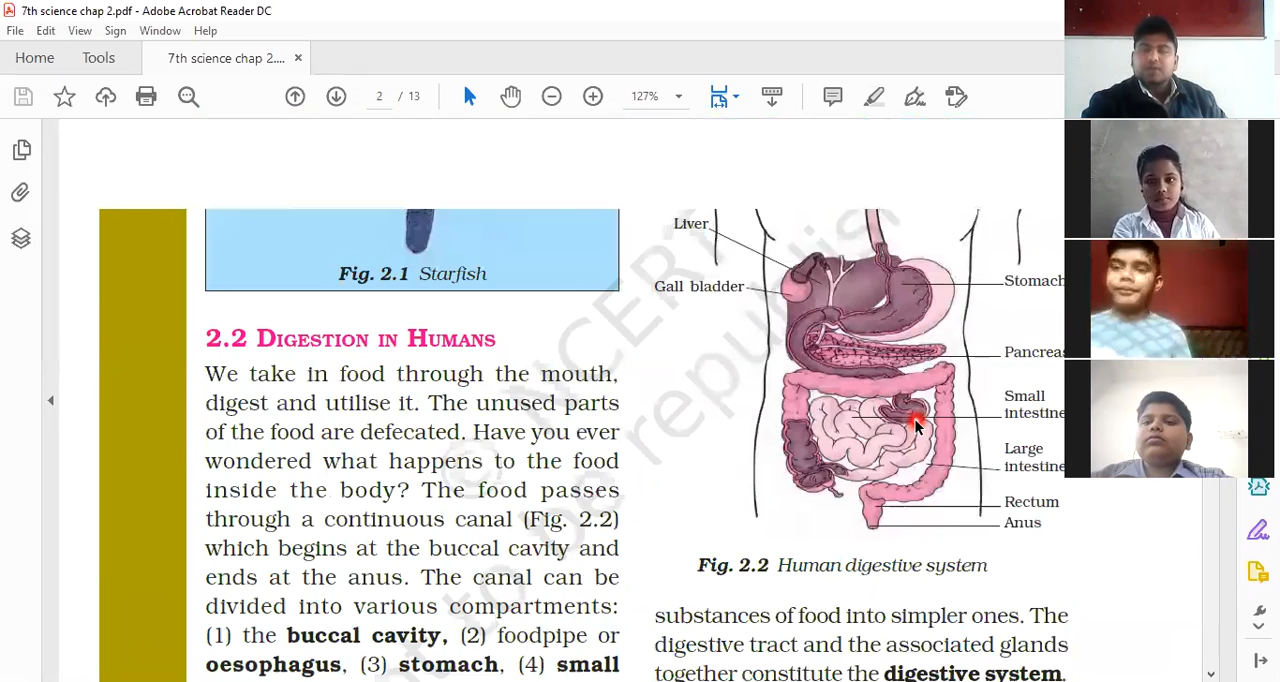 7th science chap 2.pdf - Adobe Acrobat Reader DC
File Edit View Sign Window Help
Home Tools 7th science chap 2.... ×
2 / 13 127%
Fig. 2.1 Starfish
2.2 DIGESTION IN HUMANS
We take in food through the mouth,
digest and utilise it. The unused parts
of the food are defecated. Have you ever
wondered what happens to the food
inside the body? The food passes
through a continuous canal (Fig. 2.2)
which begins at the buccal cavity and
ends at the anus. The canal can be
divided into various compartments:
(1) the buccal cavity, (2) foodpipe or
oesophagus, (3) stomach, (4) small
Liver
Gall bladder
Stomach
Pancrea
Small
intestine
Large
intestine
Rectum
Anus
Fig. 2.2 Human digestive system
substances of food into simpler ones. The
digestive tract and the associated glands
together constitute the digestive system.
© NCERT
not to be republish